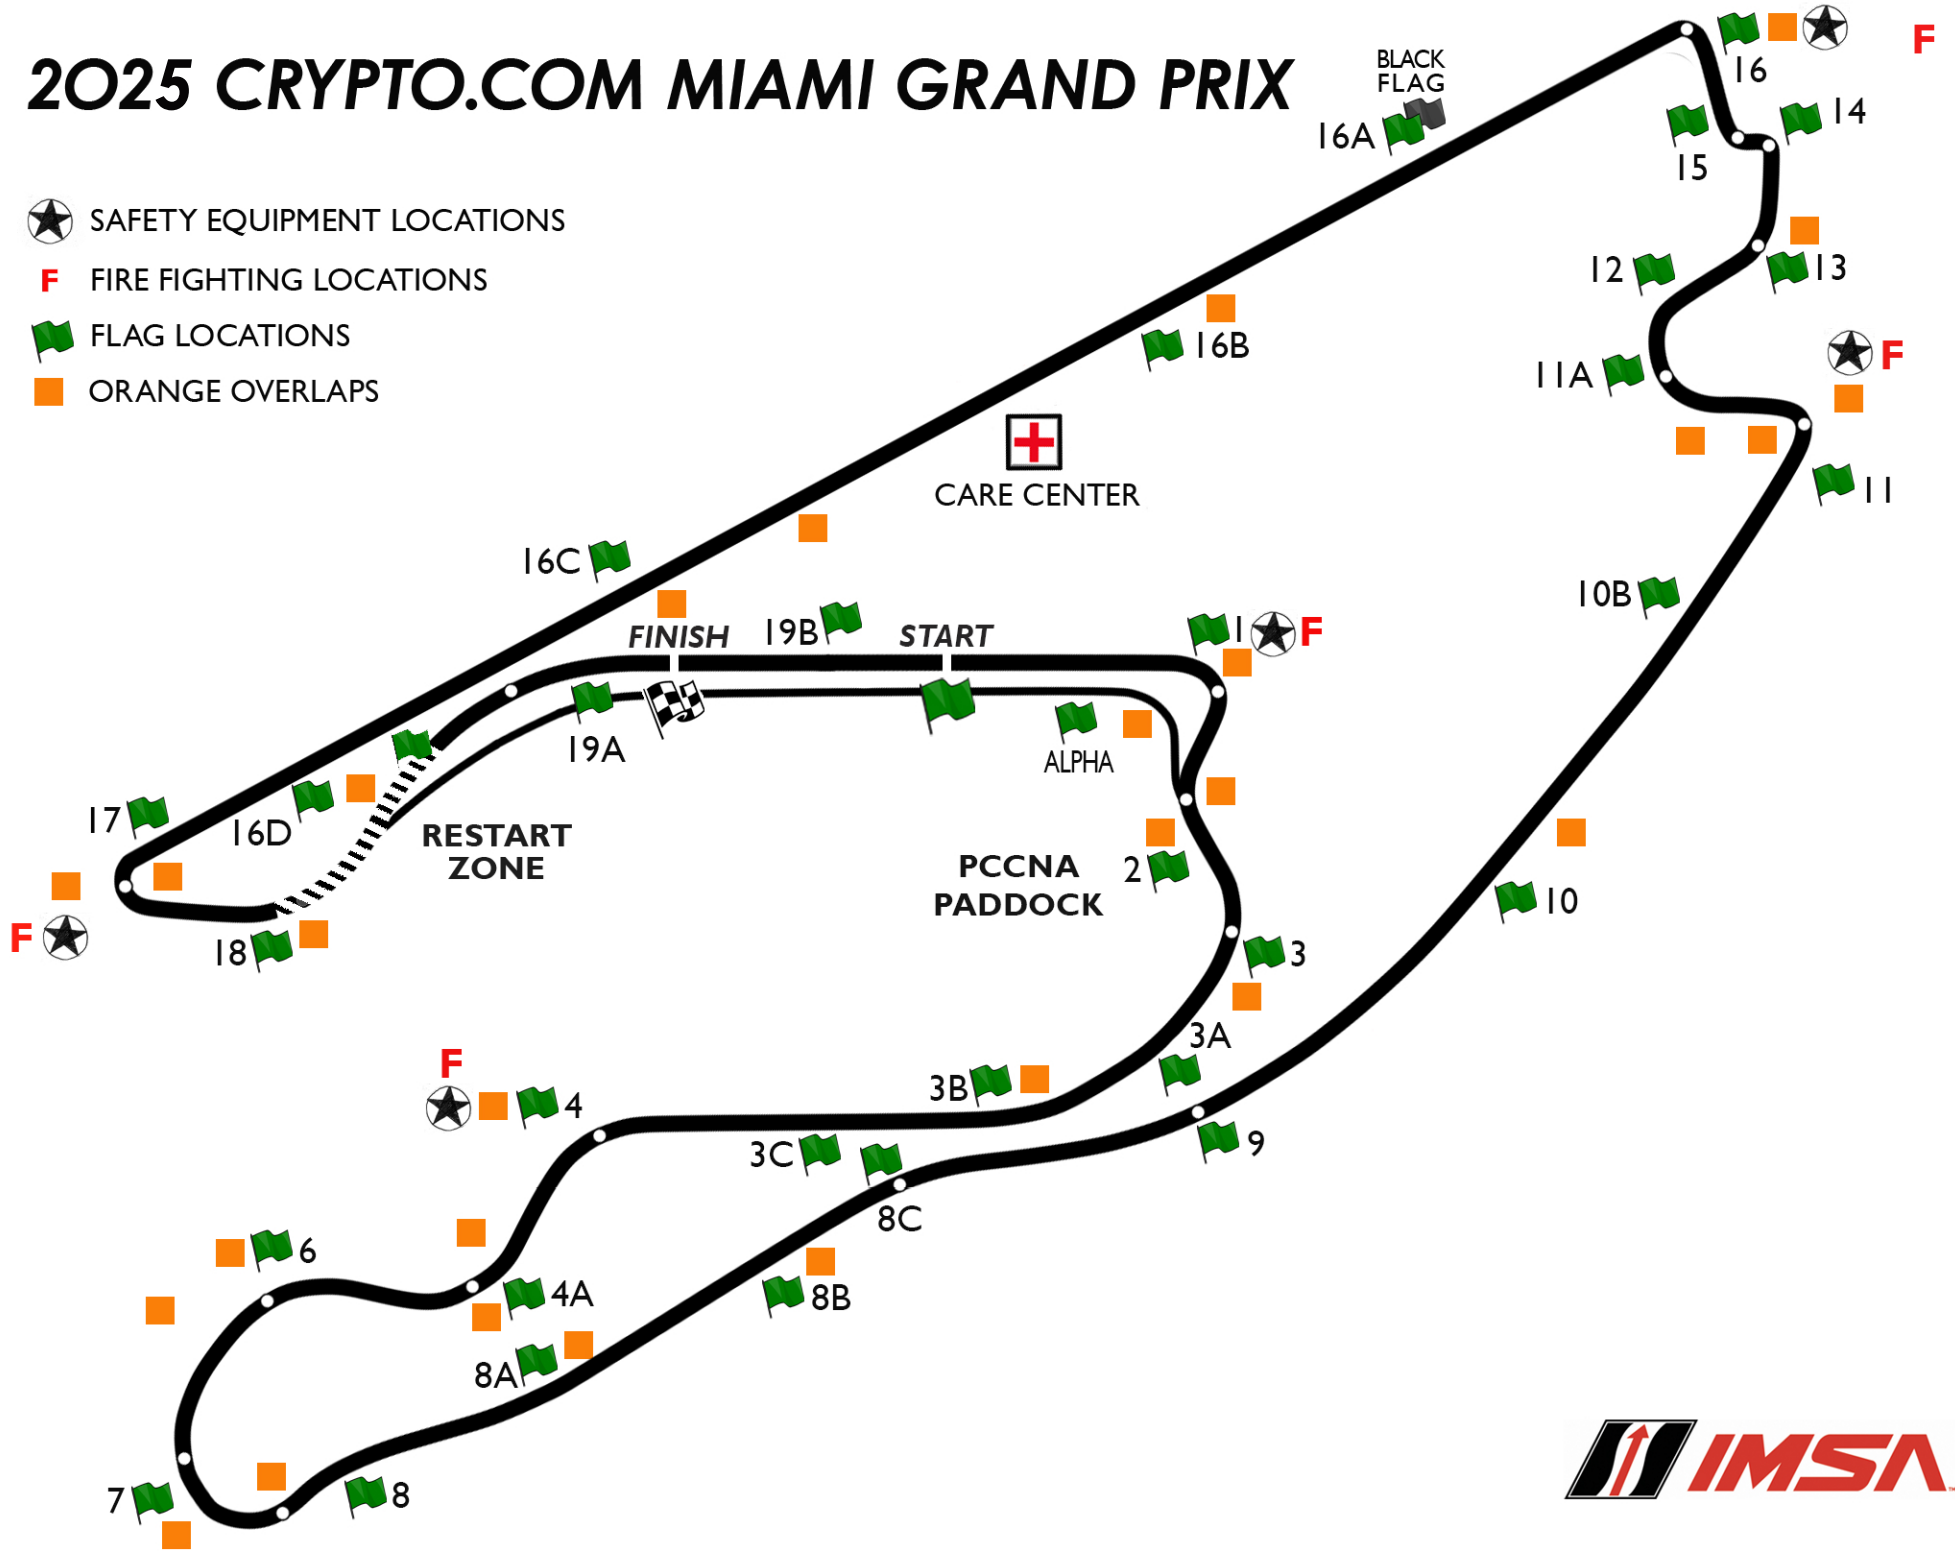 2025 CRYPTO.COM MIAMI GRAND PRIX
SAFETY EQUIPMENT LOCATIONS
F FIRE FIGHTING LOCATIONS
FLAG LOCATIONS
ORANGE OVERLAPS
BLACK
FLAG
16A
16
F
14
15
12
13
16B
11A
F
CARE CENTER
11
16C
10B
FINISH
19B
START
1
F
19A
ALPHA
17
16D
RESTART
ZONE
PCCNA
PADDOCK
2
10
F
18
3
3A
F
3B
4
3C
9
8C
6
4A
8B
8A
7
8
IMSA
TM